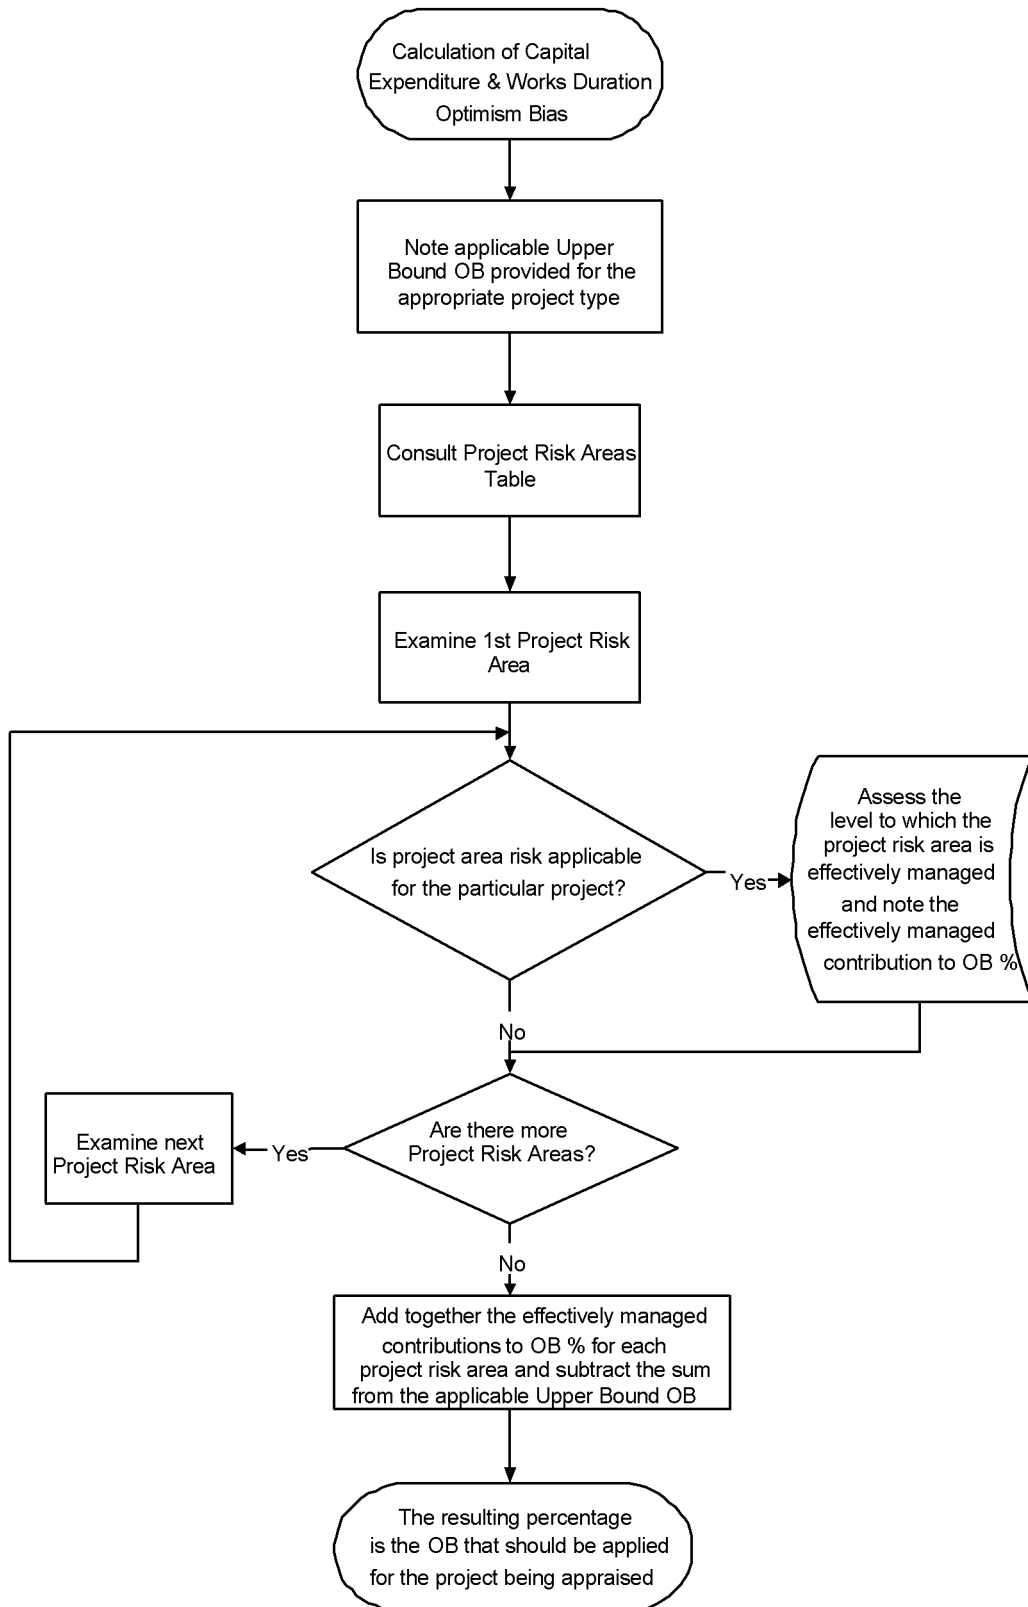 Calculation of Capital
Expenditure & Works Duration
Optimism Bias
Note applicable Upper
Bound OB provided for the
appropriate project type
Consult Project Risk Areas
Table
Examine 1st Project Risk
Area
Is project area risk applicable
for the particular project?
Yes
Assess the
level to which the
project risk area is
effectively managed
and note the
effectively managed
contribution to OB %
No
Are there more
Project Risk Areas?
Yes
Examine next
Project Risk Area
No
Add together the effectively managed
contributions to OB % for each
project risk area and subtract the sum
from the applicable Upper Bound OB
The resulting percentage
is the OB that should be applied
for the project being appraised